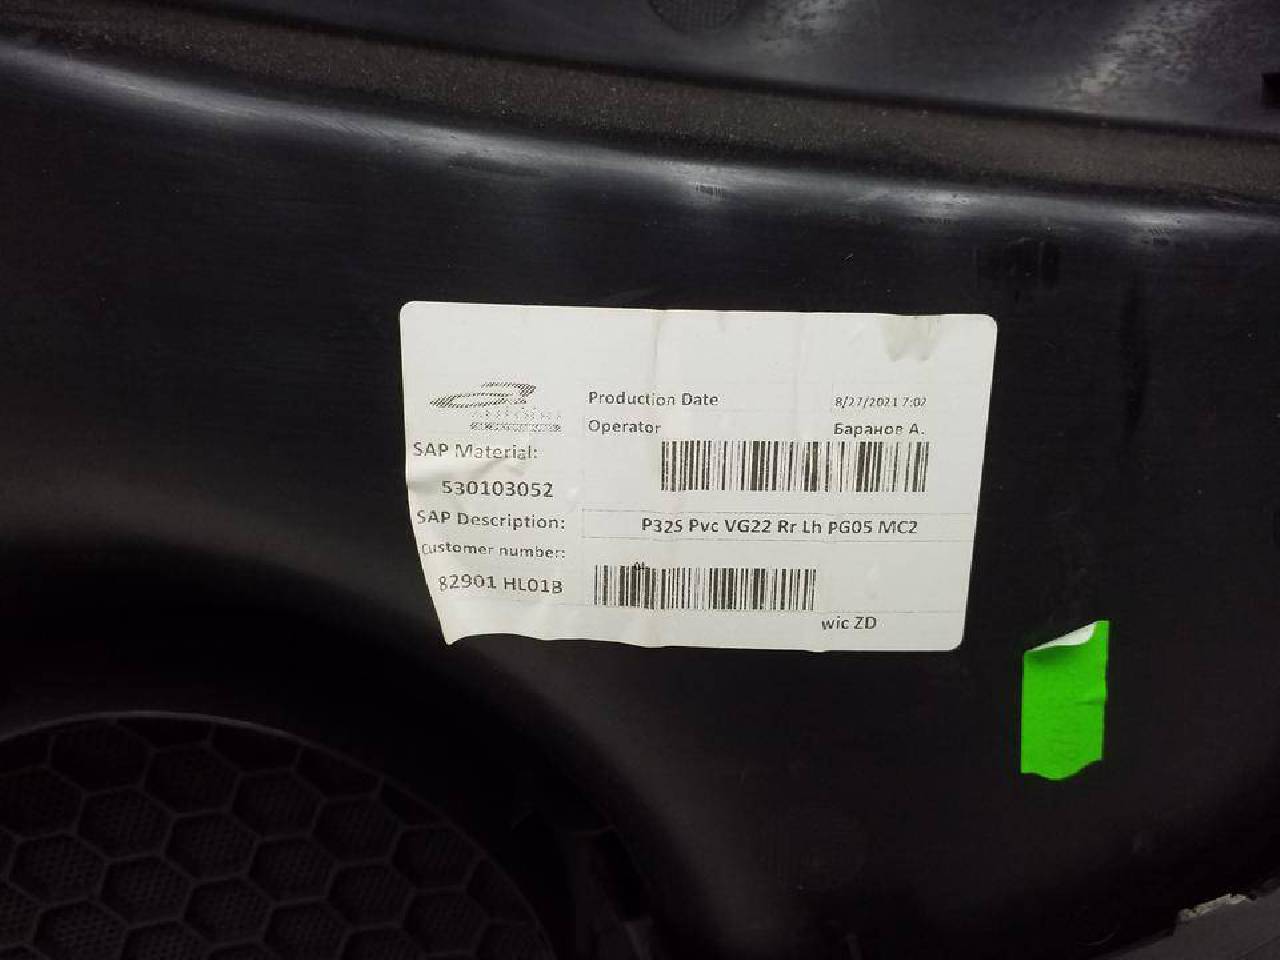 Production Date 8/27/2021 7:02
Operator Баранов А.
SAP Material:
530103052
SAP Description: P32S Pvc VG22 Rr Lh PG05 MC2
Customer number:
82901 HL01B
wic ZD